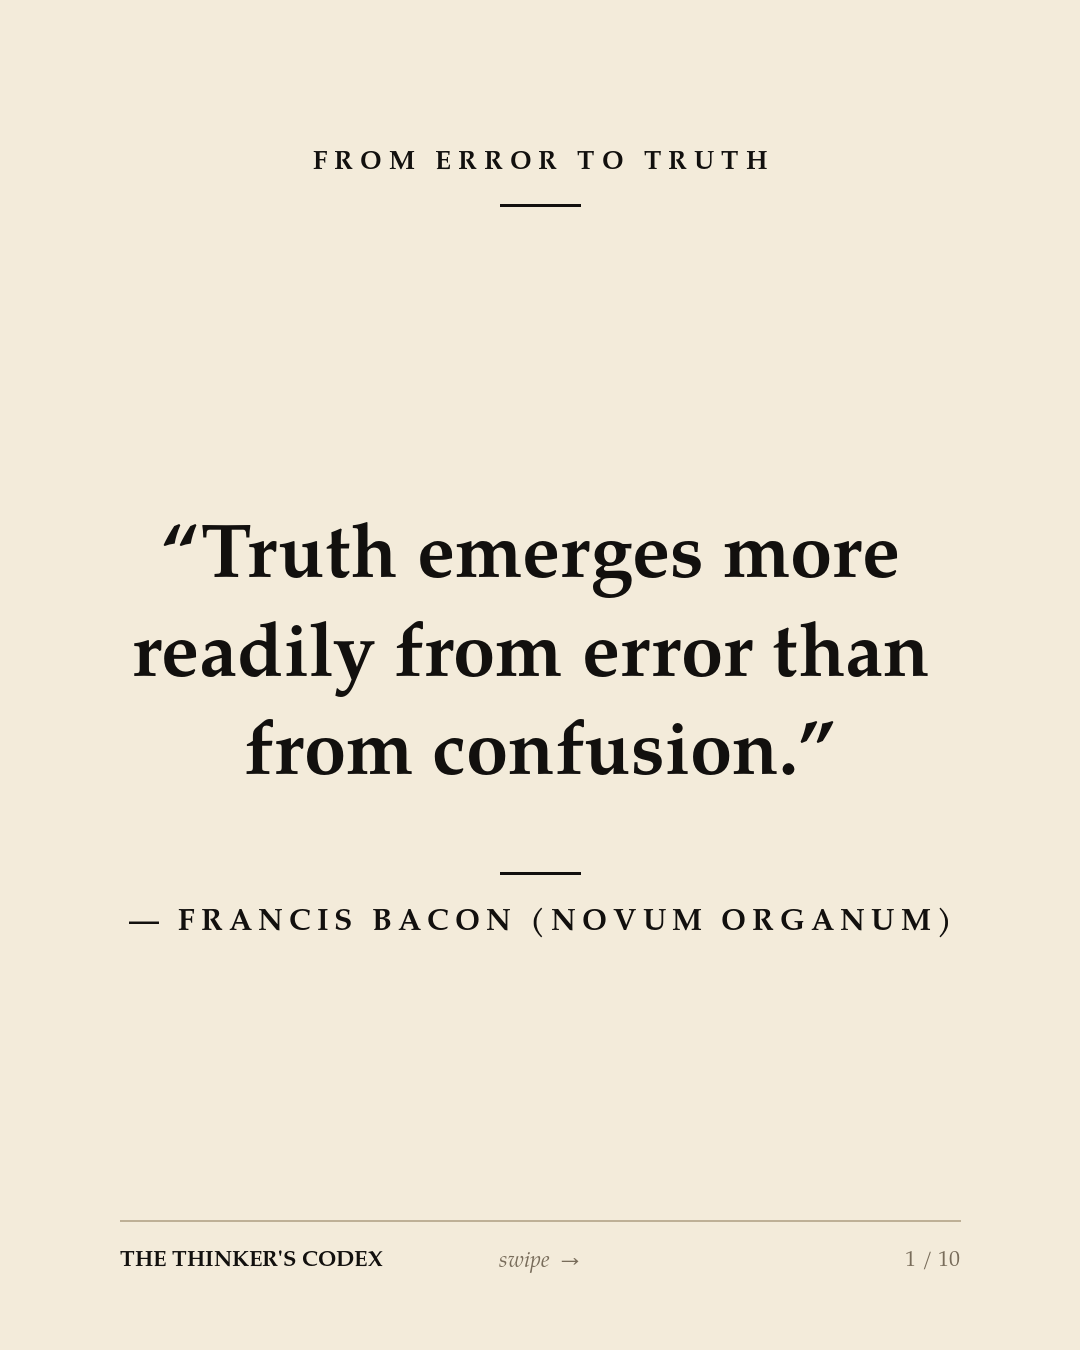 FROM ERROR TO TRUTH
“Truth emerges more
readily from error than
from confusion.”
— FRANCIS BACON (NOVUM ORGANUM)
THE THINKER'S CODEX
swipe →
1 / 10